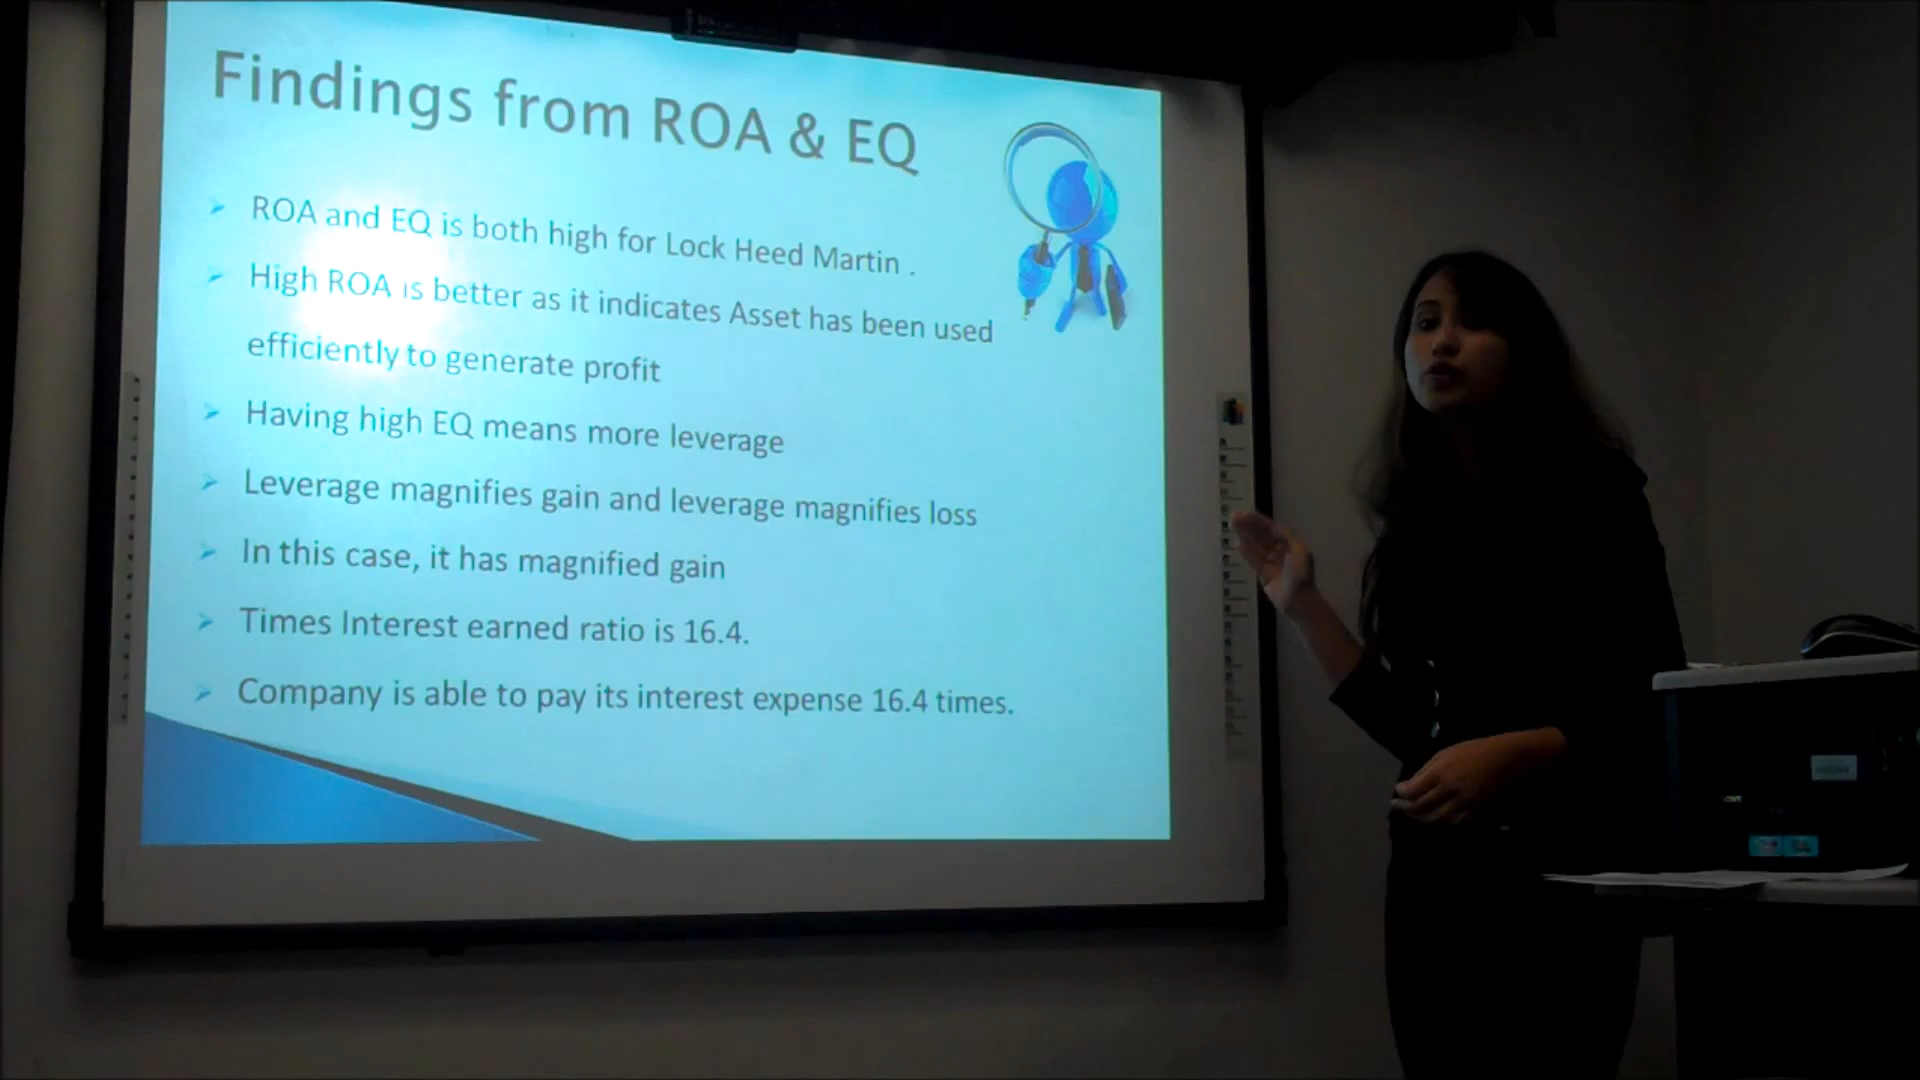 Findings from ROA & EQ
ROA and EQ is both high for Lock Heed Martin .
High ROA is better as it indicates Asset has been used
efficiently to generate profit
Having high EQ means more leverage
Leverage magnifies gain and leverage magnifies loss
In this case, it has magnified gain
Times Interest earned ratio is 16.4.
Company is able to pay its interest expense 16.4 times.